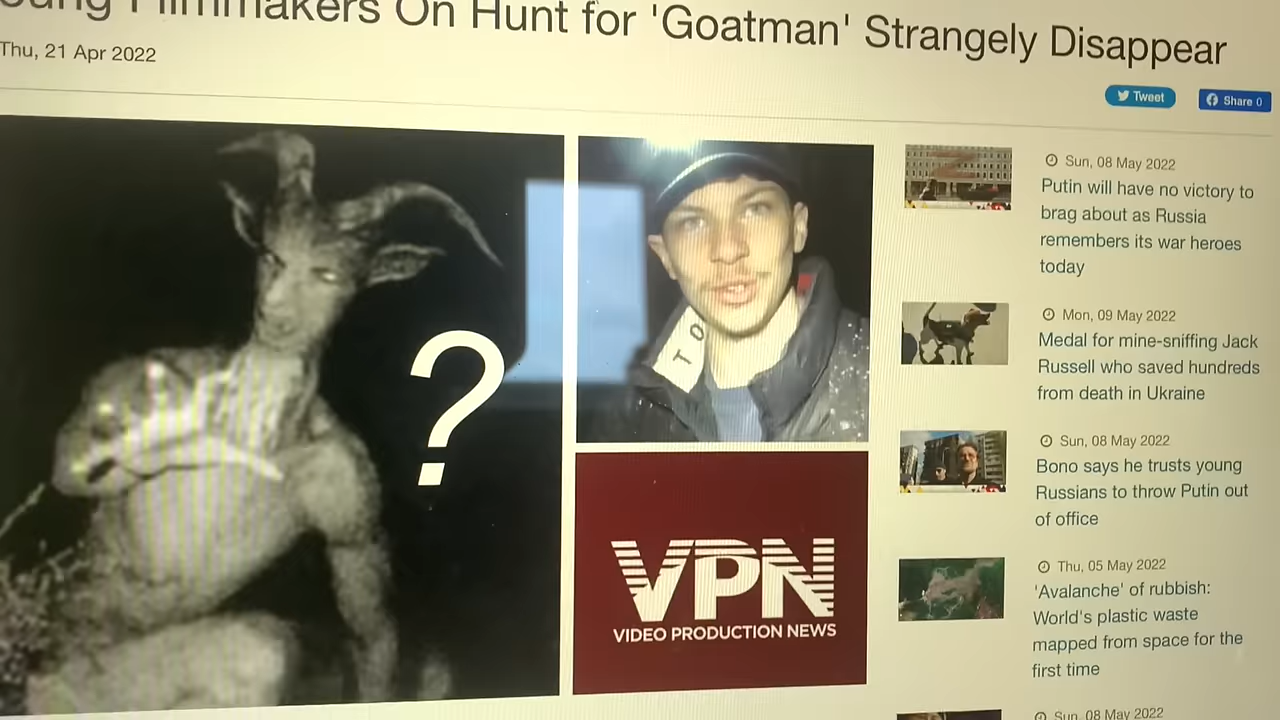 Filmmakers On Hunt for 'Goatman' Strangely Disappear
Thu, 21 Apr 2022
Tweet
Share 0
?
T O
VPN
VIDEO PRODUCTION NEWS
Sun, 08 May 2022
Putin will have no victory to
brag about as Russia
remembers its war heroes
today
Mon, 09 May 2022
Medal for mine-sniffing Jack
Russell who saved hundreds
from death in Ukraine
Sun, 08 May 2022
Bono says he trusts young
Russians to throw Putin out
of office
Thu, 05 May 2022
'Avalanche' of rubbish:
World's plastic waste
mapped from space for the
first time
Sun, 08 May 2022